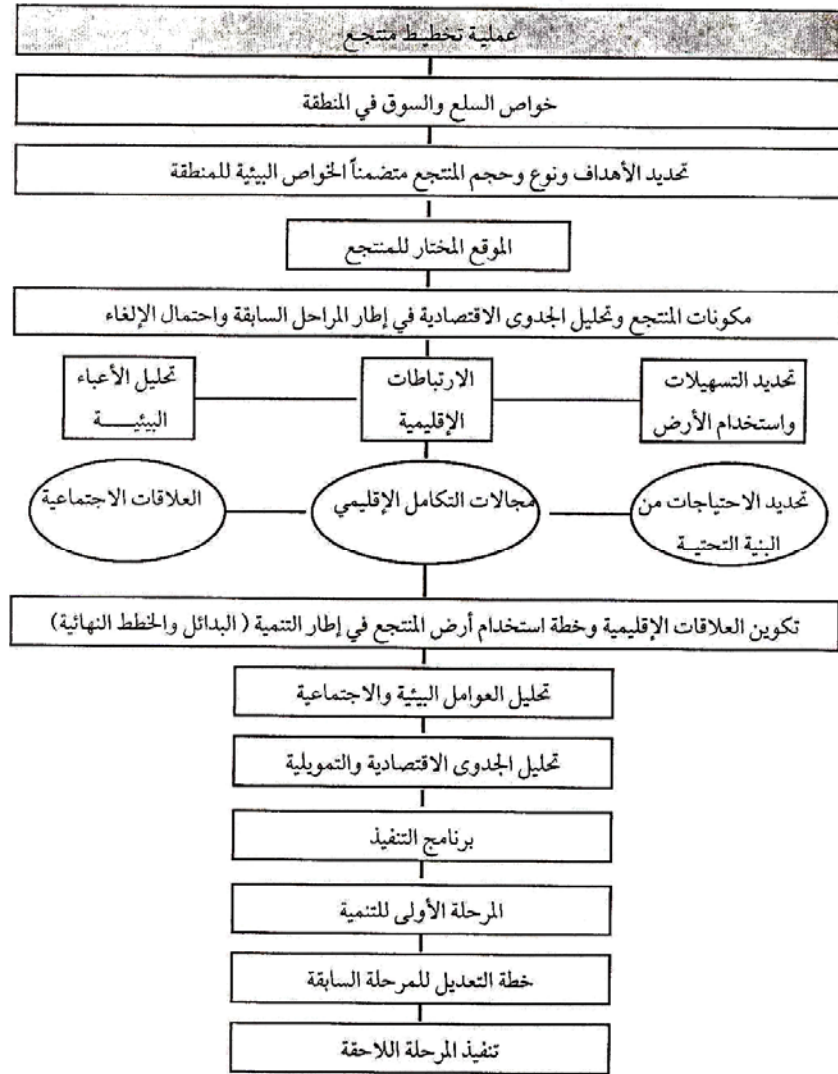 عملية تخطيط منتجع
خواص السلع والسوق في المنطقة
تحديد الأهداف ونوع وحجم المنتجع متضمناً الخواص البيئية للمنطقة
الموقع المختار للمنتجع
مكونات المنتجع وتحليل الجدوى الاقتصادية في إطار المراحل السابقة واحتمال الإلغاء
تحديد التسهيلات
واستخدام الأرض
الارتباطات
الإقليمية
تحليل الأعباء
البيئيـــــة
تحديد الاحتياجات من
البنية التحتيــة
مجالات التكامل الإقليمي
العلاقات الاجتماعية
تكوين العلاقات الإقليمية وخطة استخدام أرض المنتجع في إطار التنمية (البدائل والخطط النهائية)
تحليل العوامل البيئية والاجتماعية
تحليل الجدوى الاقتصادية والتمويلية
برنامج التنفيذ
المرحلة الأولى للتنمية
خطة التعديل للمرحلة السابقة
تنفيذ المرحلة اللاحقة